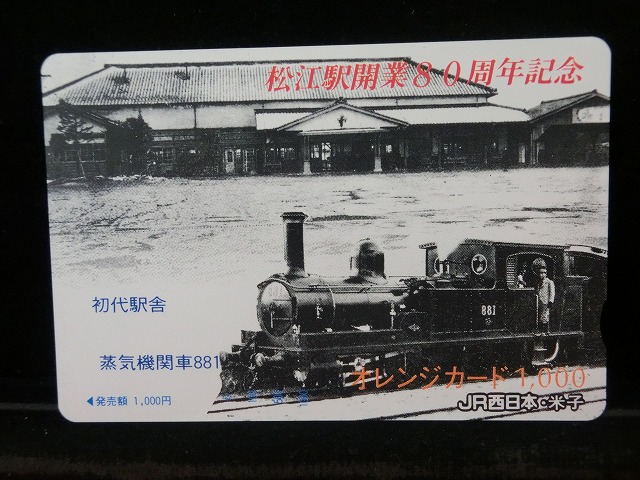 松江駅開業80周年記念
初代駅舎
881
蒸気機関車881
オレンジカード 1,000
◀発売額 1,000円
JR西日本・米子